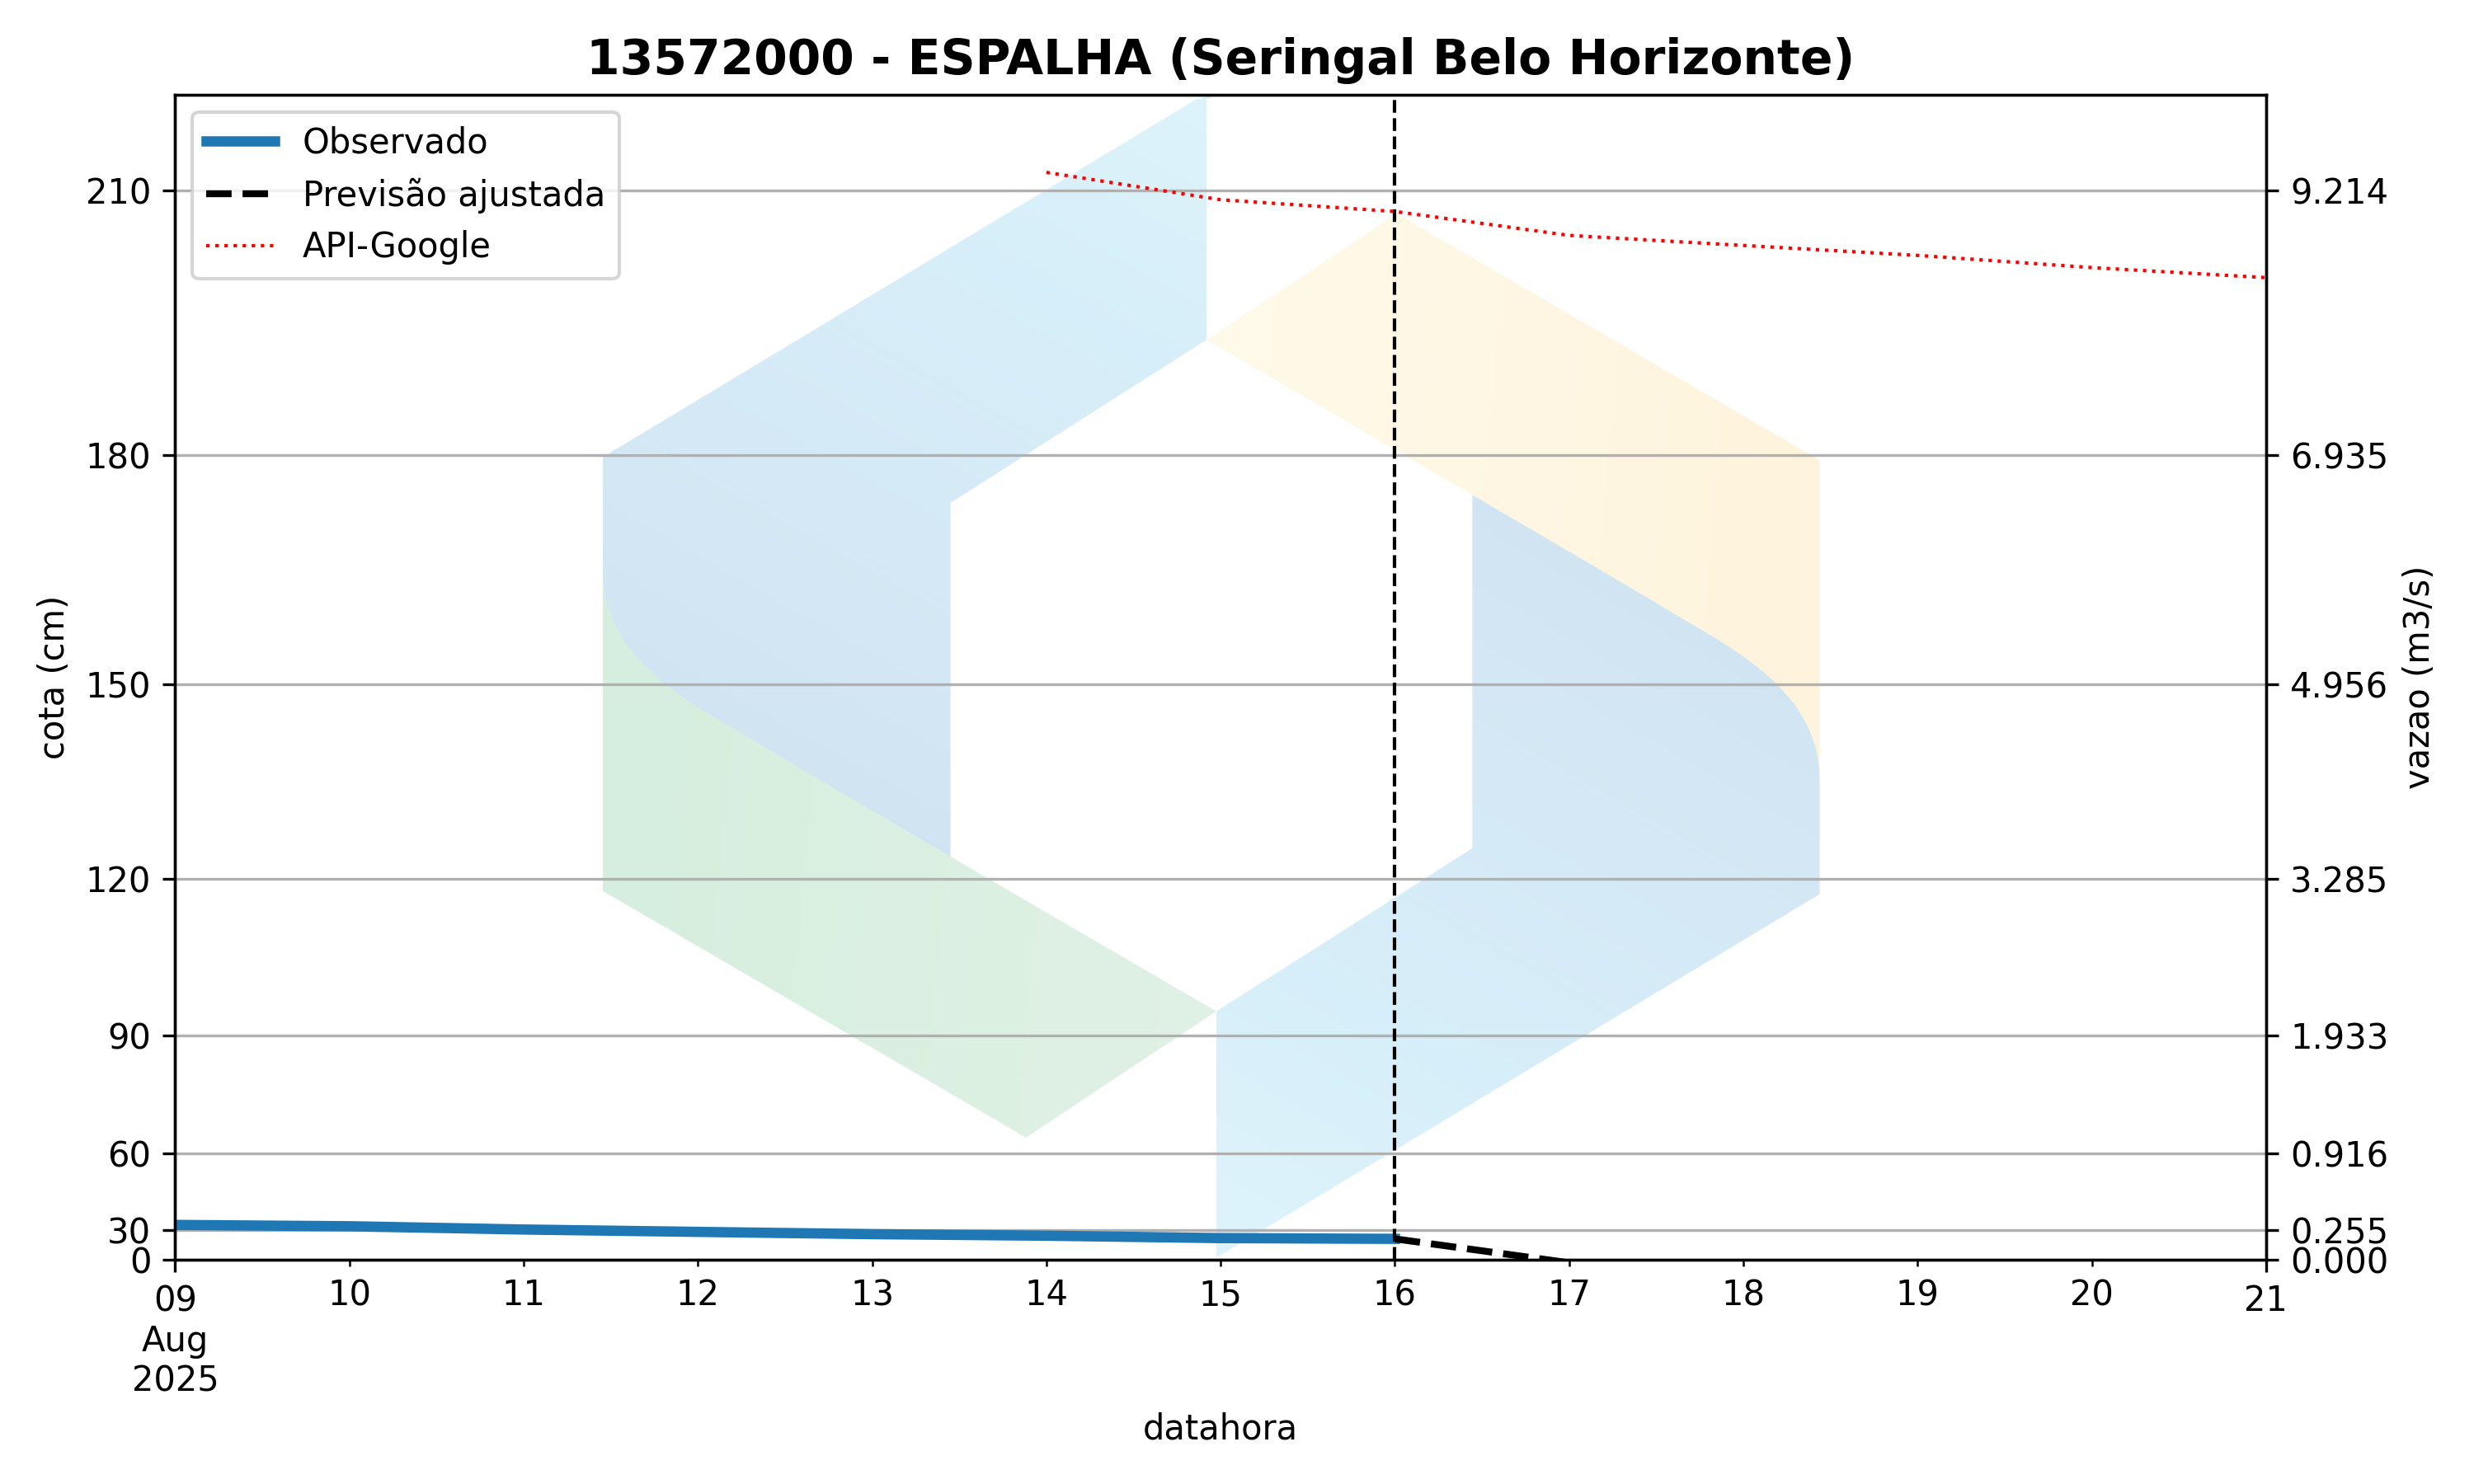 13572000 - ESPALHA (Seringal Belo Horizonte)
Observado
Previsão ajustada
API-Google
cota (cm)
210
180
150
120
90
60
30
0
9.214
6.935
4.956
3.285
1.933
0.916
0.255
0.000
vazao (m3/s)
09 10 11 12 13 14 15 16 17 18 19 20 21
Aug
2025
datahora